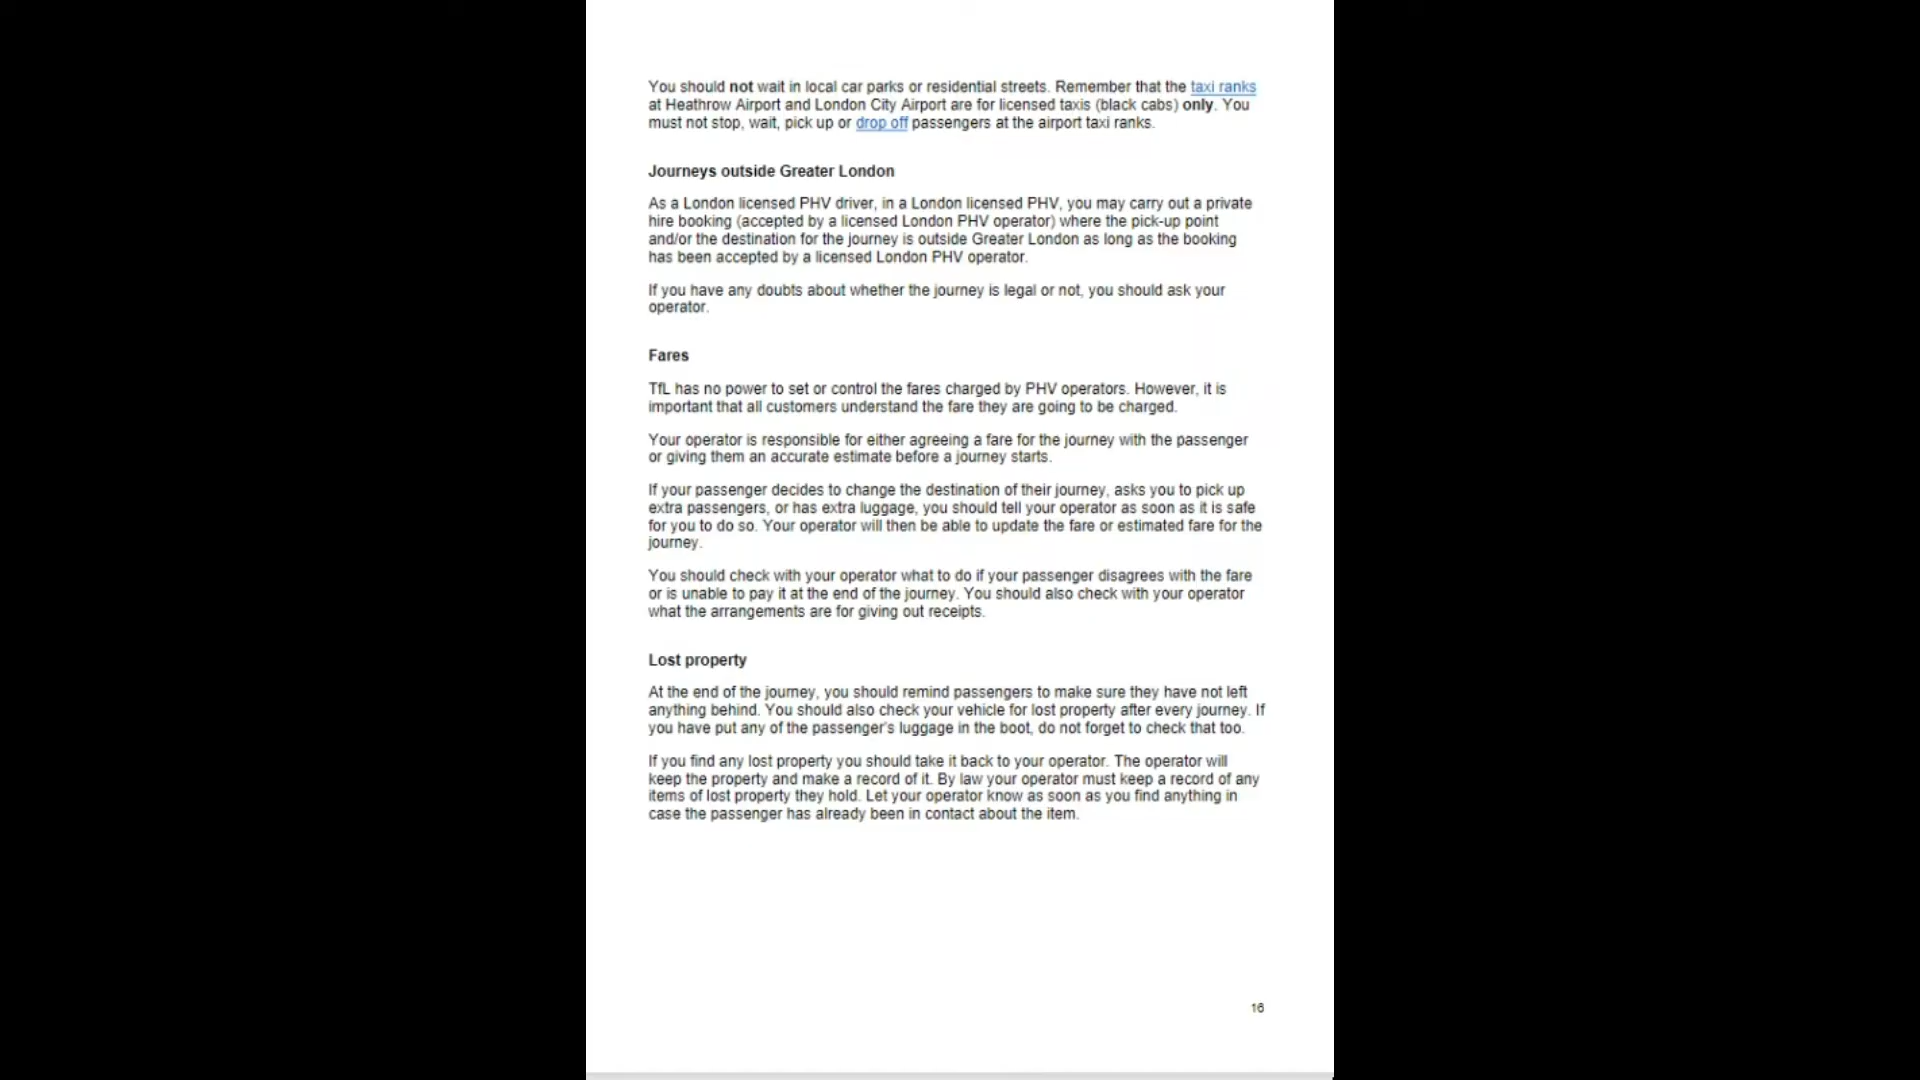 You should not wait in local car parks or residential streets. Remember that the taxi ranks
at Heathrow Airport and London City Airport are for licensed taxis (black cabs) only. You
must not stop, wait, pick up or drop off passengers at the airport taxi ranks.
Journeys outside Greater London
As a London licensed PHV driver, in a London licensed PHV, you may carry out a private
hire booking (accepted by a licensed London PHV operator) where the pick-up point
and/or the destination for the journey is outside Greater London as long as the booking
has been accepted by a licensed London PHV operator.
If you have any doubts about whether the journey is legal or not, you should ask your
operator.
Fares
TfL has no power to set or control the fares charged by PHV operators. However, it is
important that all customers understand the fare they are going to be charged.
Your operator is responsible for either agreeing a fare for the journey with the passenger
or giving them an accurate estimate before a journey starts.
If your passenger decides to change the destination of their journey, asks you to pick up
extra passengers, or has extra luggage, you should tell your operator as soon as it is safe
for you to do so. Your operator will then be able to update the fare or estimated fare for the
journey.
You should check with your operator what to do if your passenger disagrees with the fare
or is unable to pay it at the end of the journey. You should also check with your operator
what the arrangements are for giving out receipts.
Lost property
At the end of the journey, you should remind passengers to make sure they have not left
anything behind. You should also check your vehicle for lost property after every journey. If
you have put any of the passenger's luggage in the boot, do not forget to check that too.
If you find any lost property you should take it back to your operator. The operator will
keep the property and make a record of it. By law your operator must keep a record of any
items of lost property they hold. Let your operator know as soon as you find anything in
case the passenger has already been in contact about the item.
16